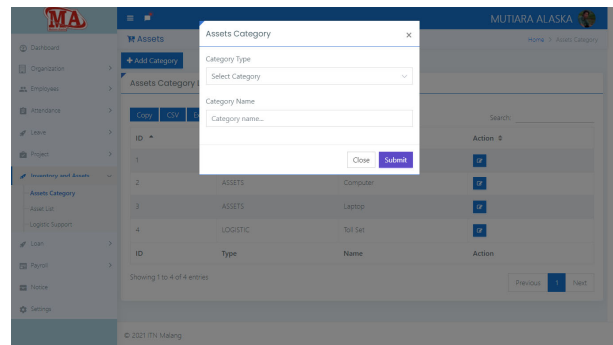 MA
MUTIARA ALASKA
Assets
Home / Assets Category
Assets Category
×
Category Type
Select Category
Category Name
Category name...
Close
Submit
+ Add Category
Assets Category
Dashboard
Organization
Employees
Attendance
Leave
Project
Inventory and Assets
Assets Category
Asset List
Logistic Support
Loan
Payroll
Notice
Settings
Copy CSV
Search:
ID Action
1
2 ASSETS Computer
3 ASSETS Laptop
4 LOGISTIC Toll Set
ID Type Name Action
Showing 1 to 4 of 4 entries
Previous 1 Next
© 2021 ITN Malang